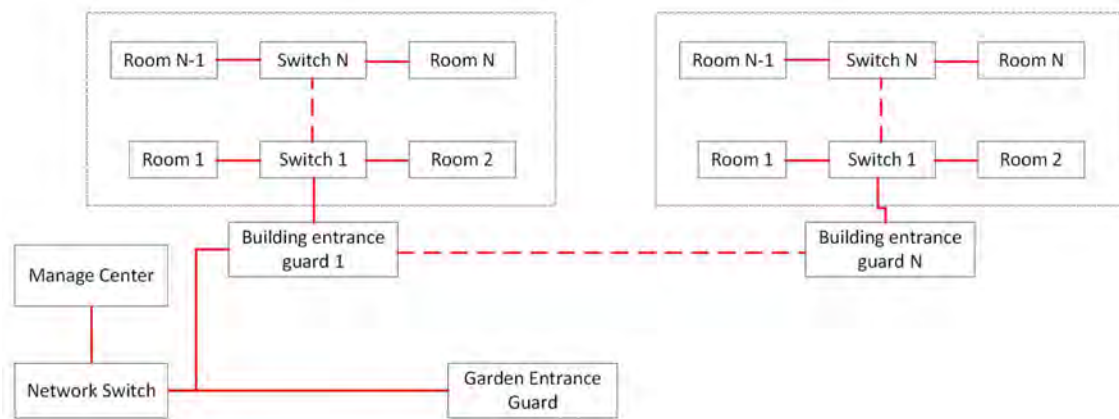 Room N-1
Switch N
Room N
Room N-1
Switch N
Room N
Room 1
Switch 1
Room 2
Room 1
Switch 1
Room 2
Building entrance
guard 1
Building entrance
guard N
Manage Center
Network Switch
Garden Entrance
Guard